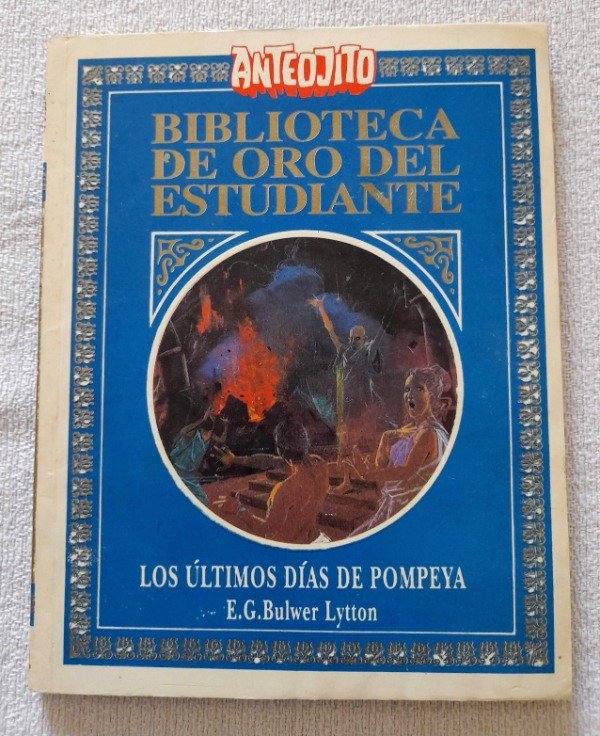 ANTEOJITO
BIBLIOTECA
DE ORO DEL
ESTUDIANTE
LOS ÚLTIMOS DÍAS DE POMPEYA
E.G.Bulwer Lytton